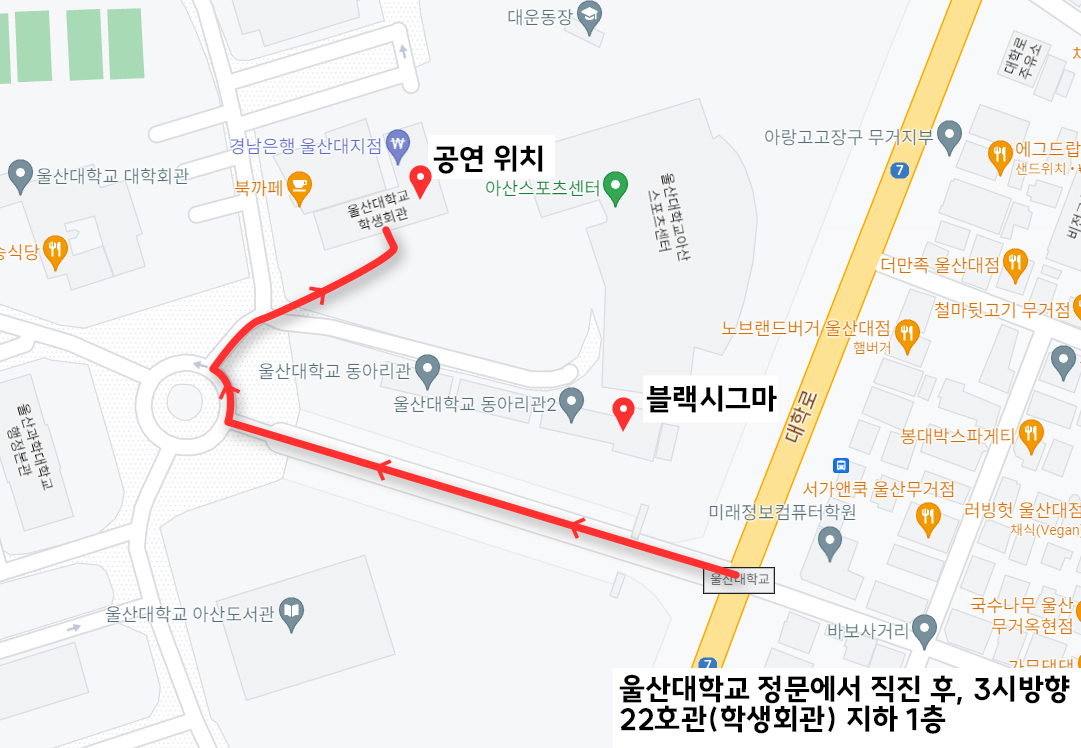 대운동장
대학로
주유소
아랑고고장구 무거지부
경남은행 울산대지점
공연 위치
에그드랍
샌드위치 •
7
울산대학교 대학회관
북까페
아산스포츠센터
울산대학교
학생회관
울산대학교아산
스포츠센터
송식당
더만족 울산대점
철마뒷고기 무거점
노브랜드버거 울산대점
햄버거
울산대학교 동아리관
울산대학교 동아리관2
블랙시그마
대학로
울산과학대학교
행정본관
봉대박스파게티
서가앤쿡 울산무거점
미래정보컴퓨터학원
러빙헛 울산대점
채식(Vegan)
울산대학교
울산대학교 아산도서관
바보사거리
국수나무 울산
무거옥현점
7
울산대학교 정문에서 직진 후, 3시방향
22호관(학생회관) 지하 1층